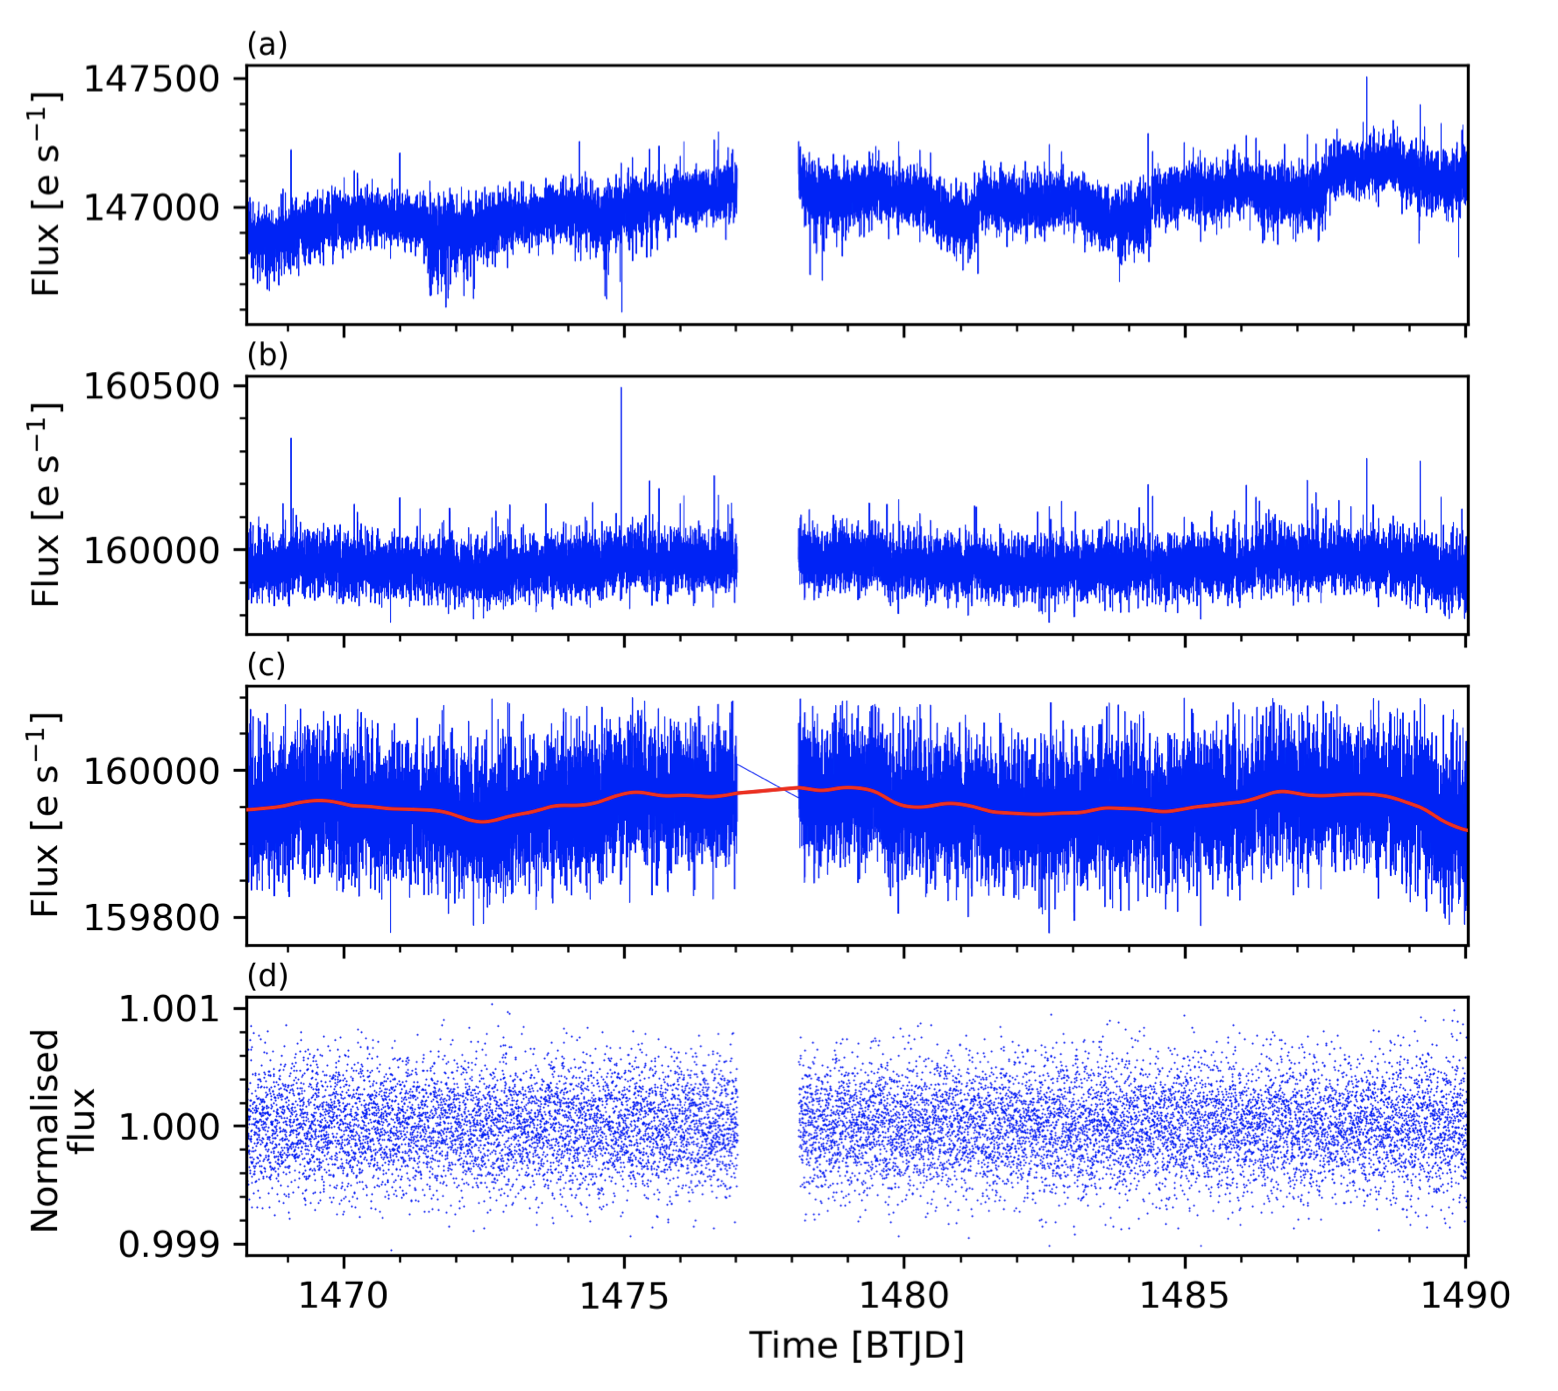 (a)
147500
147000
Flux [e s⁻¹]
(b)
160500
160000
Flux [e s⁻¹]
(c)
160000
159800
Flux [e s⁻¹]
(d)
1.001
1.000
0.999
Normalised
flux
1470 1475 1480 1485 1490
Time [BTJD]